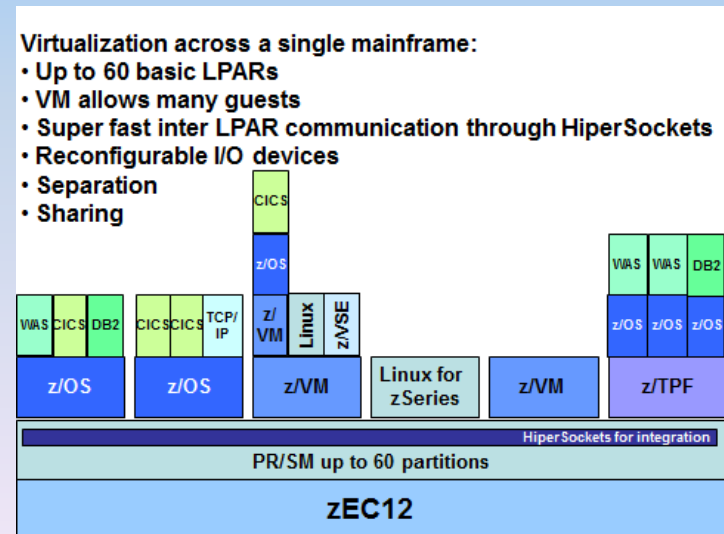 Virtualization across a single mainframe:
• Up to 60 basic LPARs
• VM allows many guests
• Super fast inter LPAR communication through HiperSockets
• Reconfigurable I/O devices
• Separation
• Sharing
CICS
z/OS
WAS WAS DB2
WAS CICS DB2
CICS CICS TCP/
IP
z/
VM
Linux
z/VSE
z/OS z/OS z/OS
z/OS
z/OS
z/VM
Linux for
zSeries
z/VM
z/TPF
HiperSockets for integration
PR/SM up to 60 partitions
zEC12